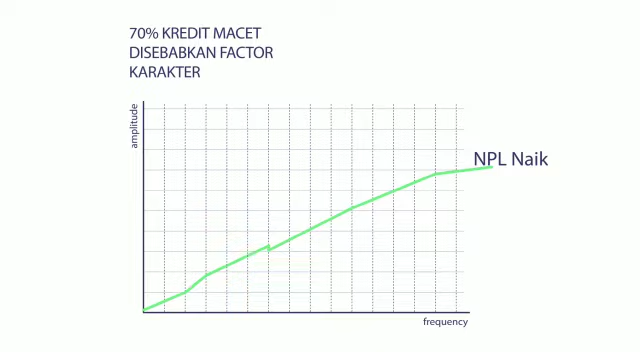 70% KREDIT MACET
DISEBABKAN FACTOR
KARAKTER
amplitude
NPL Naik
frequency